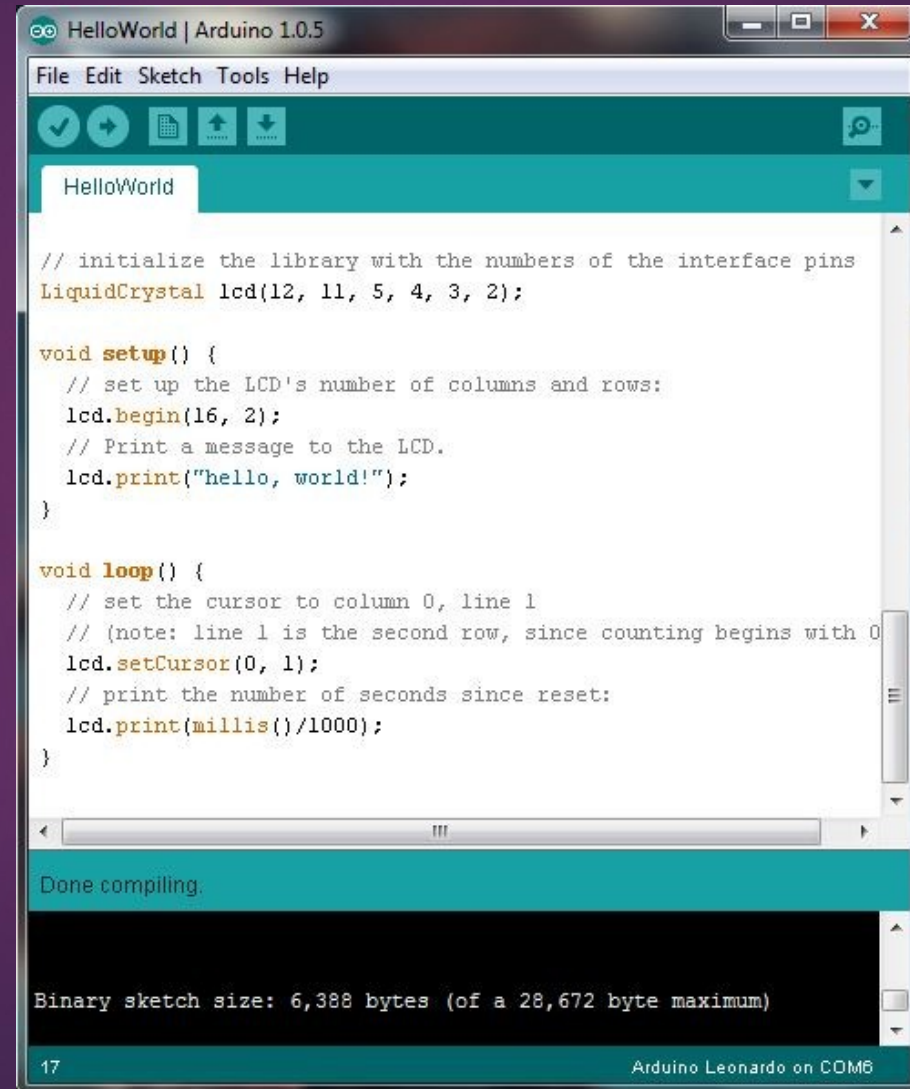 HelloWorld | Arduino 1.0.5
File Edit Sketch Tools Help
HelloWorld
// initialize the library with the numbers of the interface pins
LiquidCrystal lcd(12, 11, 5, 4, 3, 2);
void setup() {
// set up the LCD's number of columns and rows:
lcd.begin(16, 2);
// Print a message to the LCD.
lcd.print("hello, world!");
}
void loop() {
// set the cursor to column 0, line 1
// (note: line 1 is the second row, since counting begins with 0
lcd.setCursor(0, 1);
// print the number of seconds since reset:
lcd.print(millis()/1000);
}
Done compiling.
Binary sketch size: 6,388 bytes (of a 28,672 byte maximum)
17 Arduino Leonardo on COM6